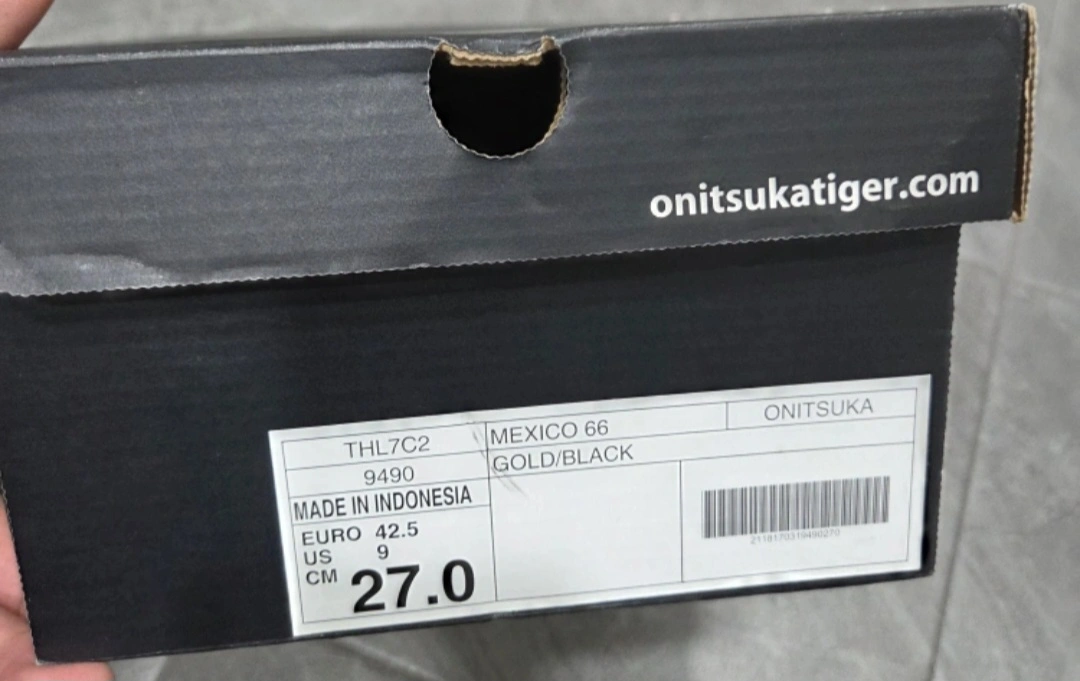 onitsukatiger.com
THL7C2
MEXICO 66
ONITSUKA
9490
GOLD/BLACK
MADE IN INDONESIA
EURO 42.5
US 9
CM 27.0